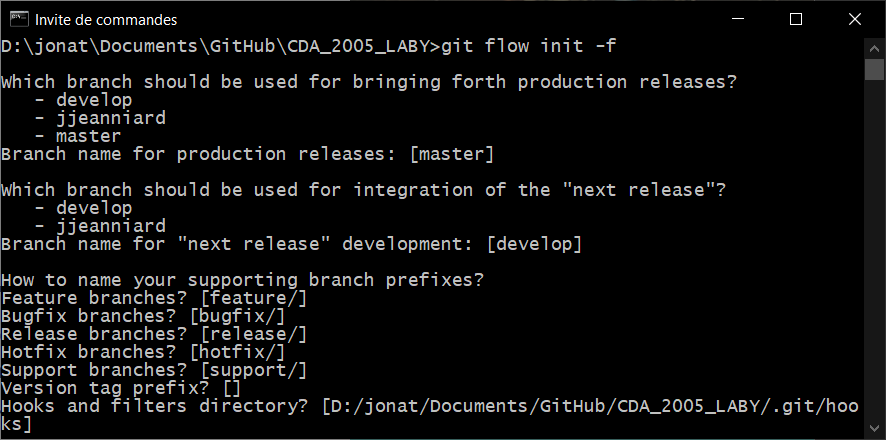 Invite de commandes
D:\jonat\Documents\GitHub\CDA_2005_LABY>git flow init -f
Which branch should be used for bringing forth production releases?
- develop
- jjeanniard
- master
Branch name for production releases: [master]
Which branch should be used for integration of the "next release"?
- develop
- jjeanniard
Branch name for "next release" development: [develop]
How to name your supporting branch prefixes?
Feature branches? [feature/]
Bugfix branches? [bugfix/]
Release branches? [release/]
Hotfix branches? [hotfix/]
Support branches? [support/]
Version tag prefix? []
Hooks and filters directory? [D:/jonat/Documents/GitHub/CDA_2005_LABY/.git/hoo
ks]